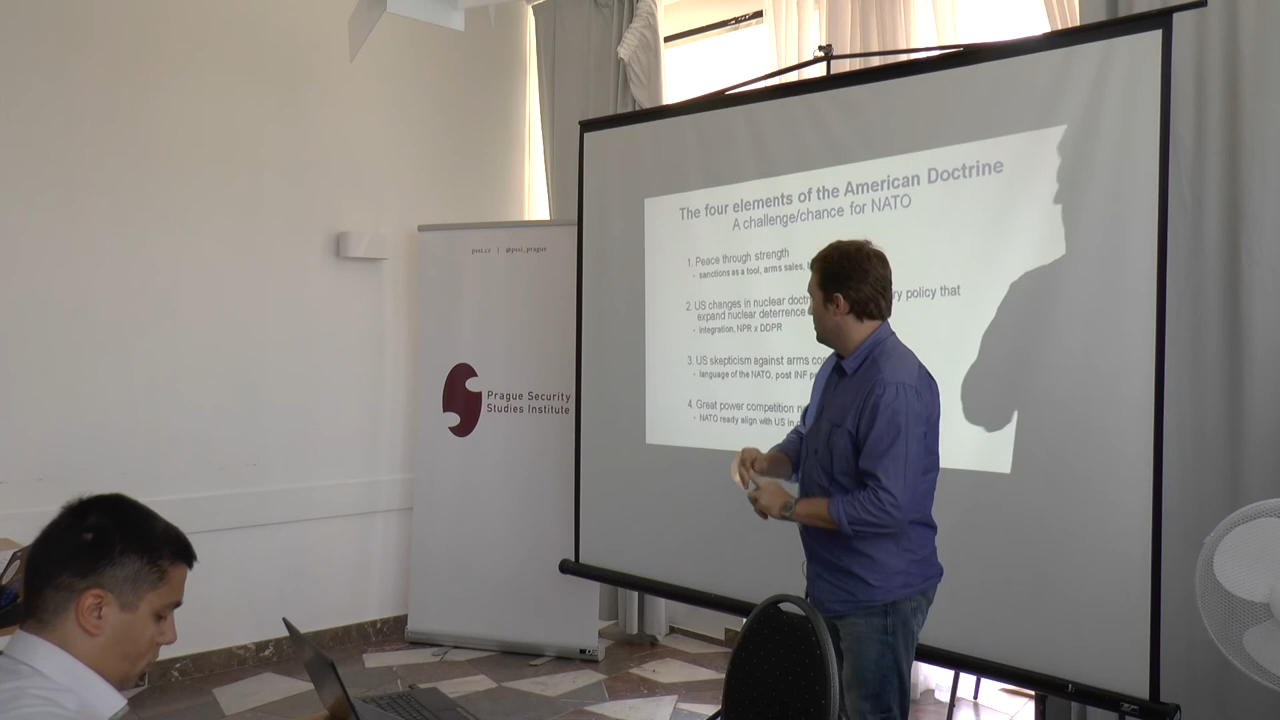 pssi.cz | @pssi_prague
Prague Security
Studies Institute
The four elements of the American Doctrine
A challenge/chance for NATO
1. Peace through strength
- sanctions as a tool, arms sales,
2. US changes in nuclear doctr ry policy that
expand nuclear deterrence
- integration, NPR x DDPR
3. US skepticism against arms co
- language of the NATO, post INF
4. Great power competition
- NATO ready align with US in